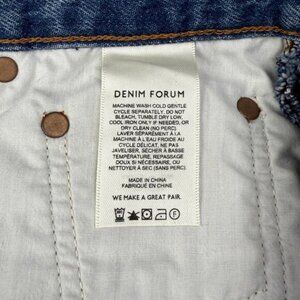 DENIM FORUM
MACHINE WASH COLD GENTLE
CYCLE SEPARATELY. DO NOT
BLEACH, TUMBLE DRY LOW.
COOL IRON ONLY IF NEEDED, OR
DRY CLEAN (NO PERC)
LAVER SÉPARÉMENT À LA
MACHINE À L'EAU FROIDE AU
CYCLE DÉLICAT, NE PAS
JAVELISER, SÉCHER À BASSE
TEMPÉRATURE, REPASSAGE
DOUX SI NÉCESSAIRE OU
NETTOYER À SEC (SANS PERC).
MADE IN CHINA
FABRIQUÉ EN CHINE
WE MAKE A GREAT PAIR.
F